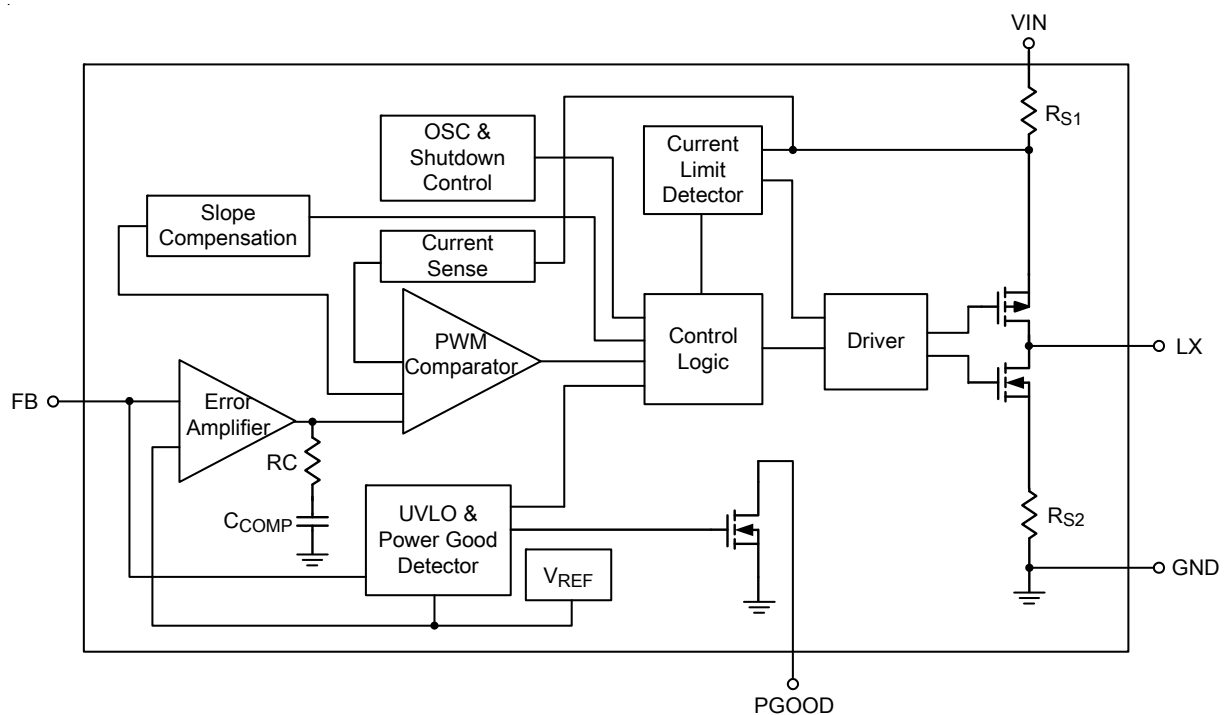 VIN
RS1
OSC &
Shutdown
Control
Current
Limit
Detector
Slope
Compensation
Current
Sense
PWM
Comparator
Control
Logic
Driver
LX
FB
Error
Amplifier
RC
CCOMP
UVLO &
Power Good
Detector
VREF
RS2
GND
PGOOD